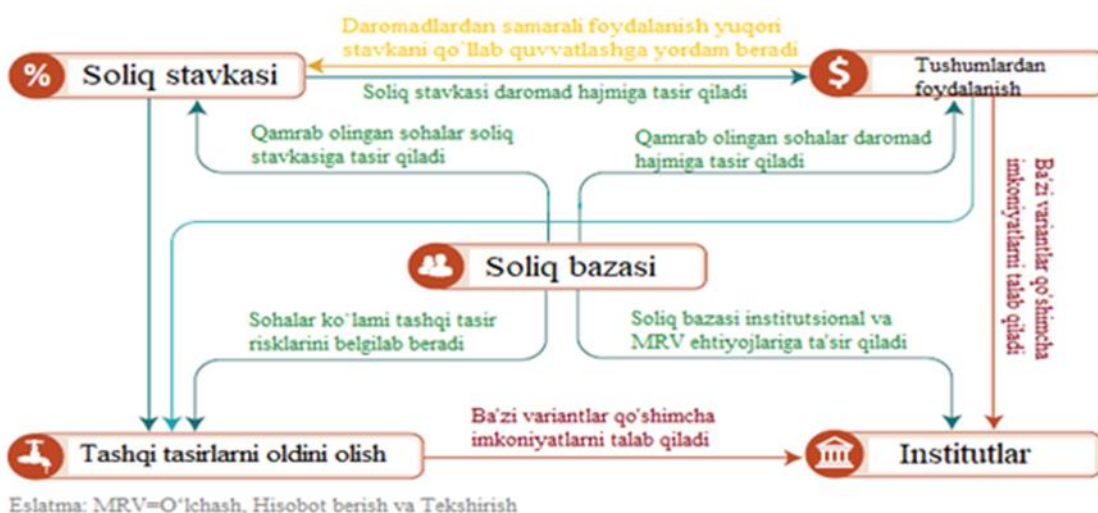 Daromadlardan samarali foydalanish yuqori
stavkani qo`llab quvvatlashga yordam beradi
% Soliq stavkasi
$ Tushumlardan
foydalanish
Soliq stavkasi daromad hajmiga tasir qiladi
Qamrab olingan sohalar soliq
stavkasiga tasir qiladi
Qamrab olingan sohalar daromad
hajmiga tasir qiladi
Ba'zi variantlar qo'shimcha
imkoniyatlarni talab qiladi
Soliq bazasi
Sohalar ko`lami tashqi tasir
risklarini belgilab beradi
Soliq bazasi institutsional va
MRV ehtiyojlariga ta'sir qiladi
Ba'zi variantlar qo'shimcha
imkoniyatlarni talab qiladi
Tashqi tasirlarni oldini olish
Institutlar
Eslatma: MRV=O'lchash, Hisobot berish va Tekshirish